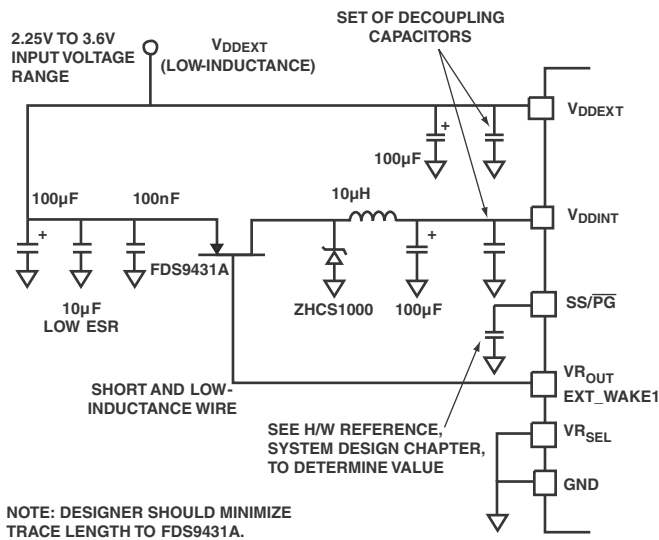 SET OF DECOUPLING
CAPACITORS
2.25V TO 3.6V
INPUT VOLTAGE
RANGE
VDDEXT
(LOW-INDUCTANCE)
VDDEXT
+
100µF
100µF
100nF
10µH
VDDINT
+
+
FDS9431A
10µF
LOW ESR
ZHCS1000
100µF
SS/PG
SHORT AND LOW-
INDUCTANCE WIRE
VROUT
EXT_WAKE1
SEE H/W REFERENCE,
SYSTEM DESIGN CHAPTER,
TO DETERMINE VALUE
VRSEL
GND
NOTE: DESIGNER SHOULD MINIMIZE
TRACE LENGTH TO FDS9431A.